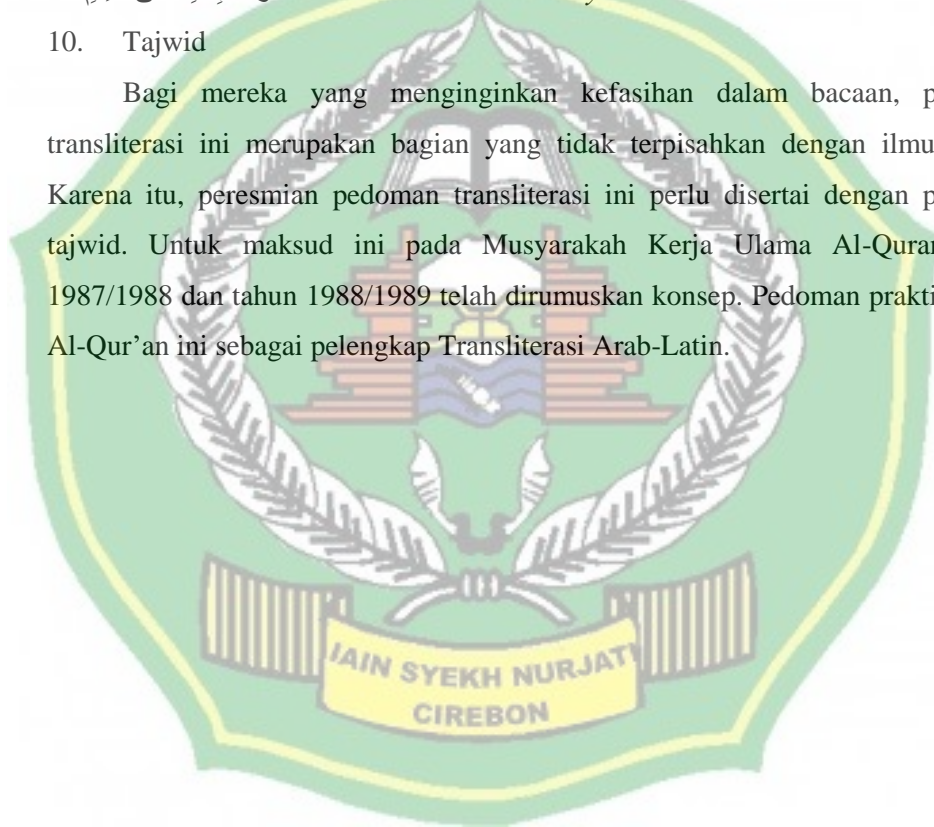 10. Tajwid
Bagi mereka yang menginginkan kefasihan dalam bacaan,
transliterasi ini merupakan bagian yang tidak terpisahkan dengan ilmu
Karena itu, peresmian pedoman transliterasi ini perlu disertai dengan
tajwid. Untuk maksud ini pada Musyarakah Kerja Ulama
1987/1988 dan tahun 1988/1989 telah dirumuskan konsep. Pedoman
Al-Qur’an ini sebagai pelengkap Transliterasi Arab-Latin.
IAIN SYEKH NURJATI
CIREBON